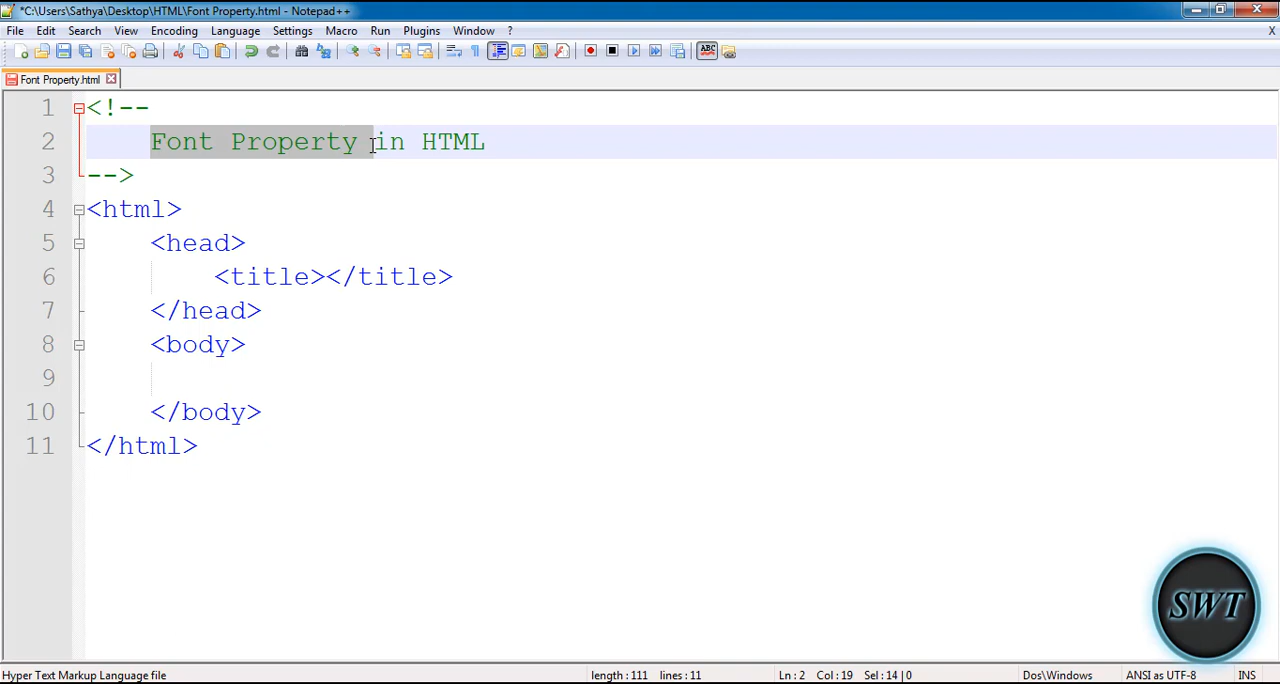 *C:\Users\Sathya\Desktop\HTML\Font Property.html - Notepad++
File Edit Search View Encoding Language Settings Macro Run Plugins Window ? X
ABC
Font Property.html
1 <!--
2 Font Property in HTML
3 -->
4 <html>
5 <head>
6 <title></title>
7 </head>
8 <body>
9
10 </body>
11 </html>
SWT
Hyper Text Markup Language file length : 111 lines : 11 Ln : 2 Col : 19 Sel : 14 | 0 Dos\Windows ANSI as UTF-8 INS